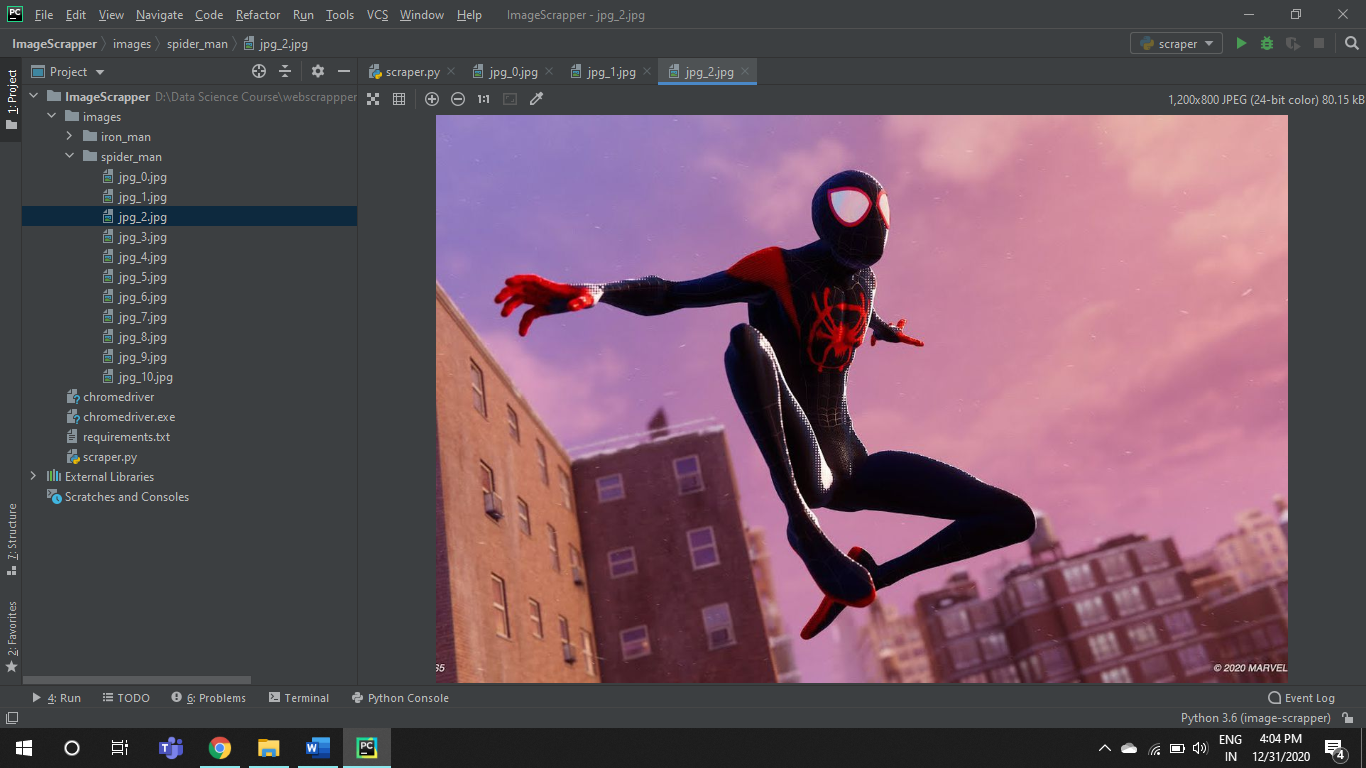 PC File Edit View Navigate Code Refactor Run Tools VCS Window Help ImageScrapper - jpg_2.jpg
ImageScrapper images spider_man jpg_2.jpg scraper
1: Project
Project scraper.py jpg_0.jpg jpg_1.jpg jpg_2.jpg
1:1 1,200x800 JPEG (24-bit color) 80.15 kB
ImageScrapper D:\Data Science Course\webscrappper
images
iron_man
spider_man
jpg_0.jpg
jpg_1.jpg
jpg_2.jpg
jpg_3.jpg
jpg_4.jpg
jpg_5.jpg
jpg_6.jpg
jpg_7.jpg
jpg_8.jpg
jpg_9.jpg
jpg_10.jpg
chromedriver
chromedriver.exe
requirements.txt
scraper.py
External Libraries
Scratches and Consoles
7: Structure
2: Favorites
© 2020 MARVEL
4: Run TODO 6: Problems Terminal Python Console Event Log
Python 3.6 (image-scrapper)
PC ENG 4:04 PM
IN 12/31/2020 4